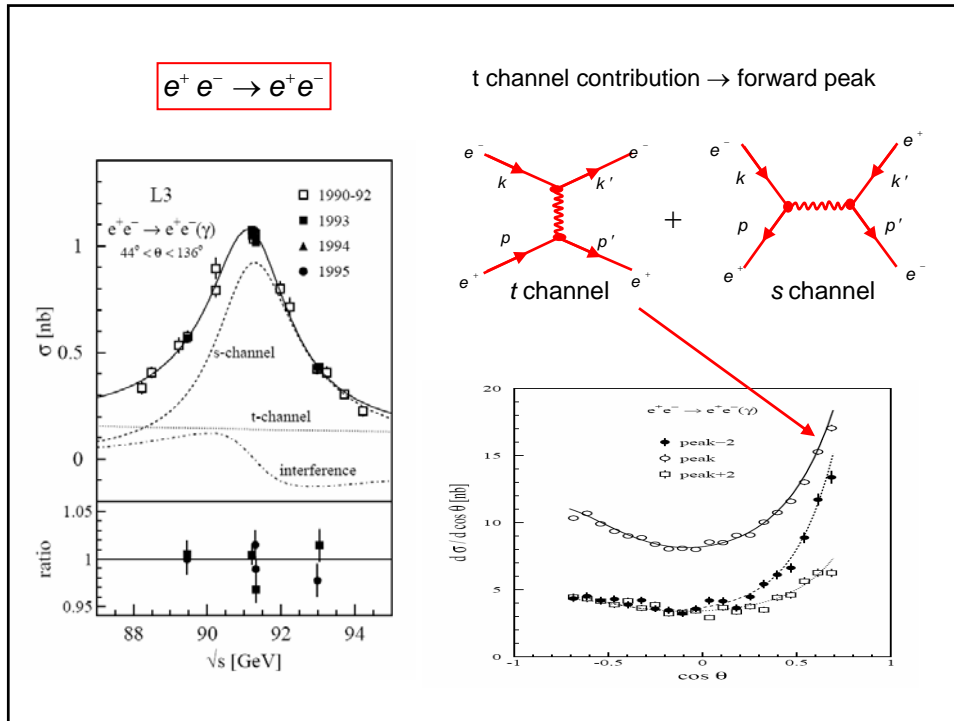 e⁺ e⁻ → e⁺ e⁻
t channel contribution → forward peak
L3
e⁺e⁻ → e⁺e⁻(γ)
44° < θ < 136°
1990-92
1993
1994
1995
1
0.5
0
σ [nb]
s-channel
t-channel
interference
1.05
1
0.95
ratio
88 90 92 94
√s [GeV]
e⁻ e⁻
k k'
p p'
e⁺ e⁺
t channel
+
e⁻ e⁺
k k'
p p'
e⁺ e⁻
s channel
20
15
10
5
0
dσ/d cos θ [nb]
e⁺e⁻ → e⁺e⁻(γ)
peak−2
peak
peak+2
-1 -0.5 0 0.5 1
cos Θ